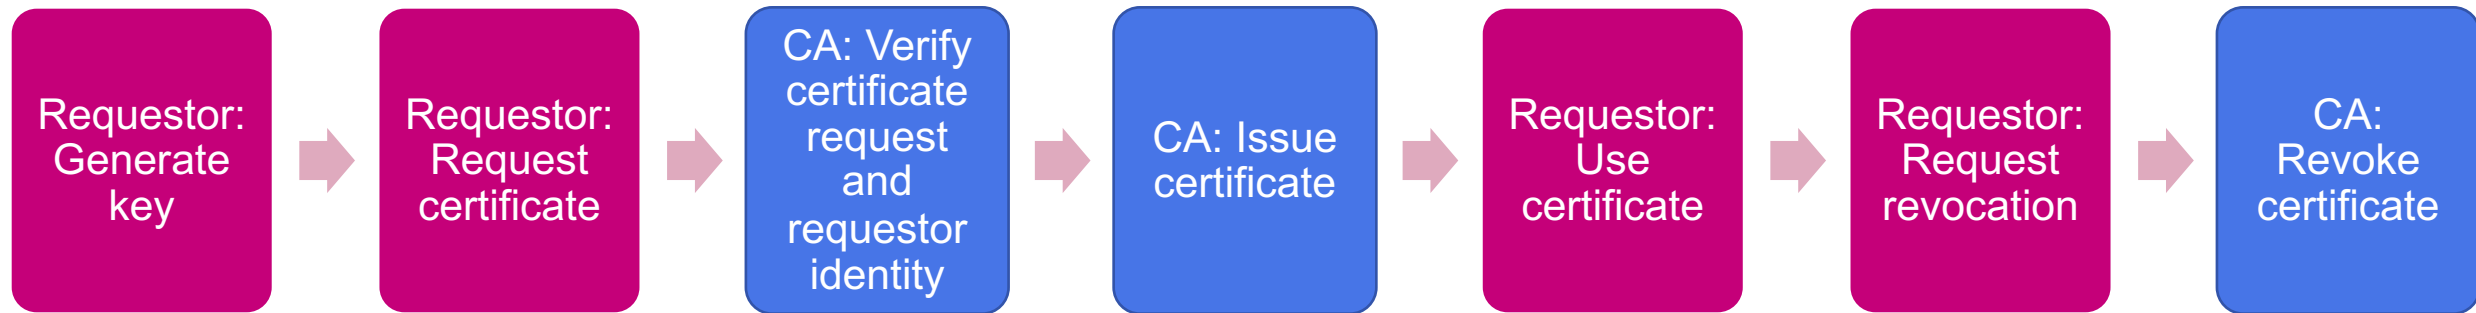 Requestor:
Generate
key
Requestor:
Request
certificate
CA: Verify
certificate
request
and
requestor
identity
CA: Issue
certificate
Requestor:
Use
certificate
Requestor:
Request
revocation
CA:
Revoke
certificate